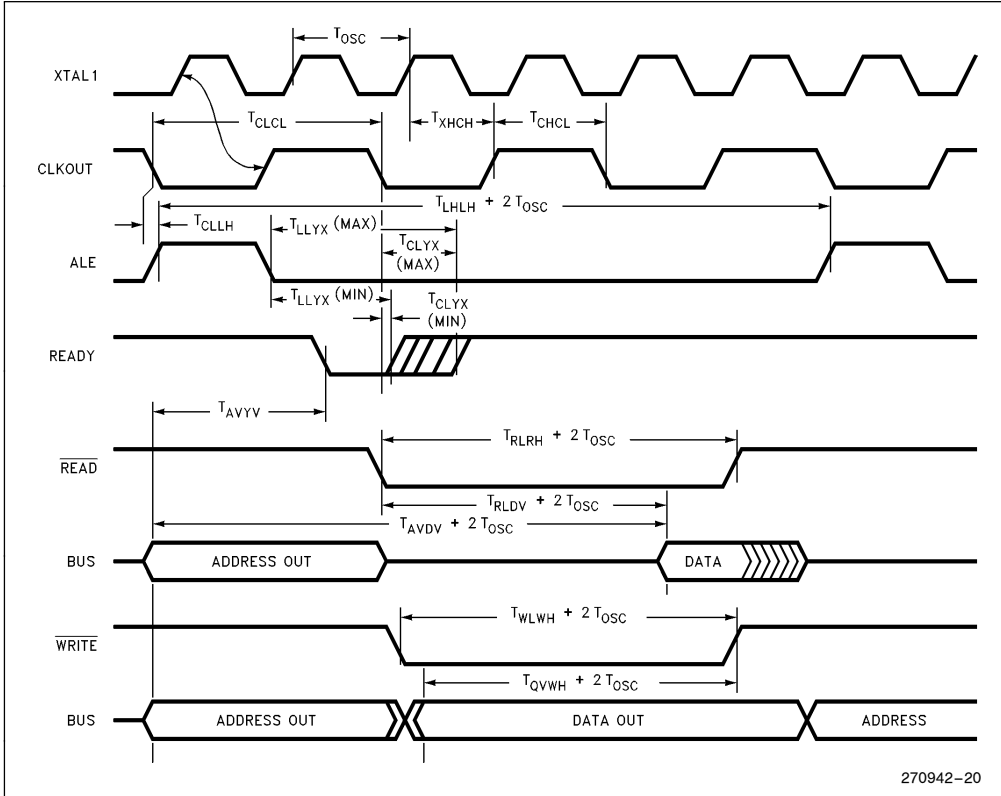 T_OSC
XTAL1
T_CLCL
T_XHCH
T_CHCL
CLKOUT
T_LHLH + 2 T_OSC
T_CLLH
T_LLYX (MAX)
T_CLYX
(MAX)
ALE
T_LLYX (MIN)
T_CLYX
(MIN)
READY
T_AVYV
T_RLRH + 2 T_OSC
READ
T_RLDV + 2 T_OSC
T_AVDV + 2 T_OSC
BUS
ADDRESS OUT
DATA
T_WLWH + 2 T_OSC
WRITE
T_QVWH + 2 T_OSC
BUS
ADDRESS OUT
DATA OUT
ADDRESS
270942-20